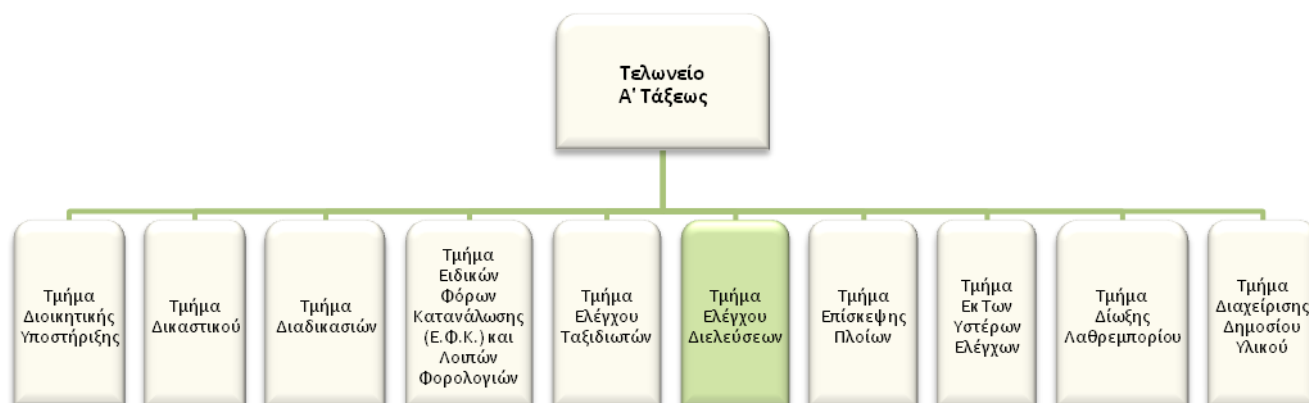 Τελωνείο
Α' Τάξεως
Τμήμα
Διοικητικής
Υποστήριξης
Τμήμα
Δικαστικού
Τμήμα
Διαδικασιών
Τμήμα
Ειδικών
Φόρων
Κατανάλωσης
(Ε.Φ.Κ.) και
Λοιπών
Φορολογιών
Τμήμα
Ελέγχου
Ταξιδιωτών
Τμήμα
Ελέγχου
Διελεύσεων
Τμήμα
Επίσκεψης
Πλοίων
Τμήμα
Εκ Των
Υστέρων
Ελέγχων
Τμήμα
Δίωξης
Λαθρεμπορίου
Τμήμα
Διαχείρισης
Δημοσίου
Υλικού